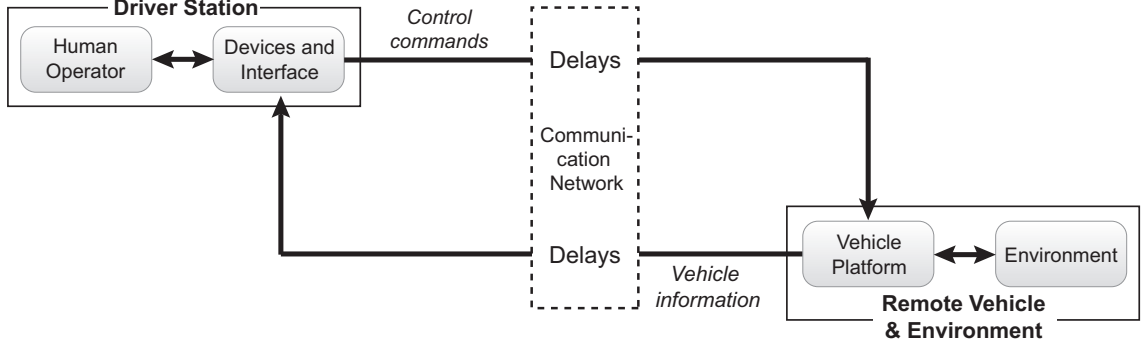 Driver Station
Human
Operator
Devices and
Interface
Control
commands
Delays
Communi-
cation
Network
Delays
Vehicle
information
Vehicle
Platform
Environment
Remote Vehicle
& Environment